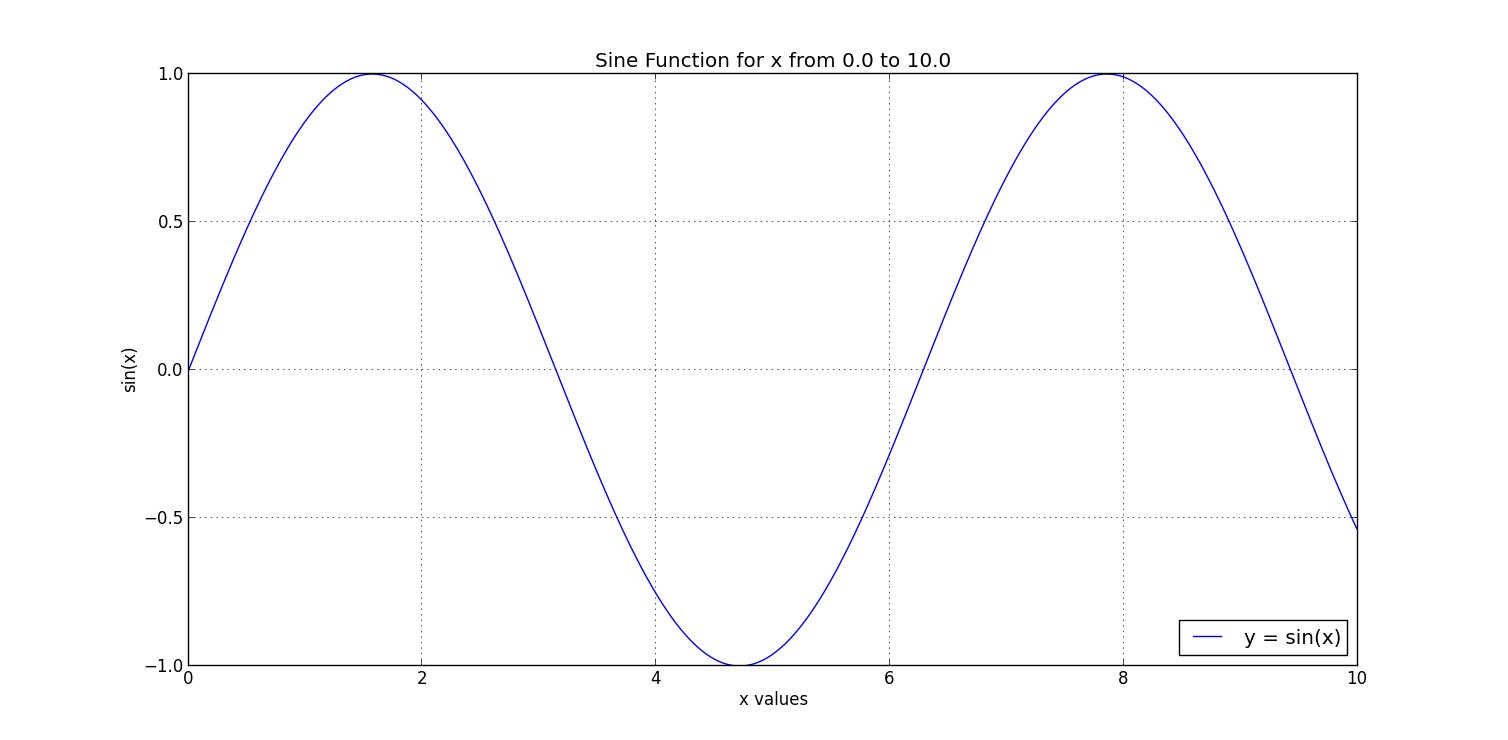 Sine Function for x from 0.0 to 10.0
1.0
0.5
0.0
−0.5
−1.0
sin(x)
0 2 4 6 8 10
x values
y = sin(x)